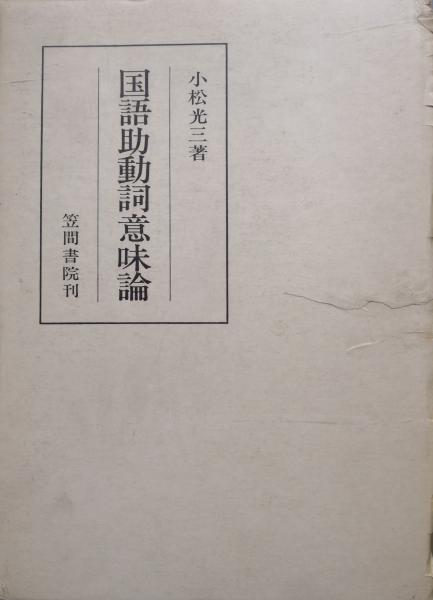 小松光三著
国語助動詞意味論
笠間書院刊